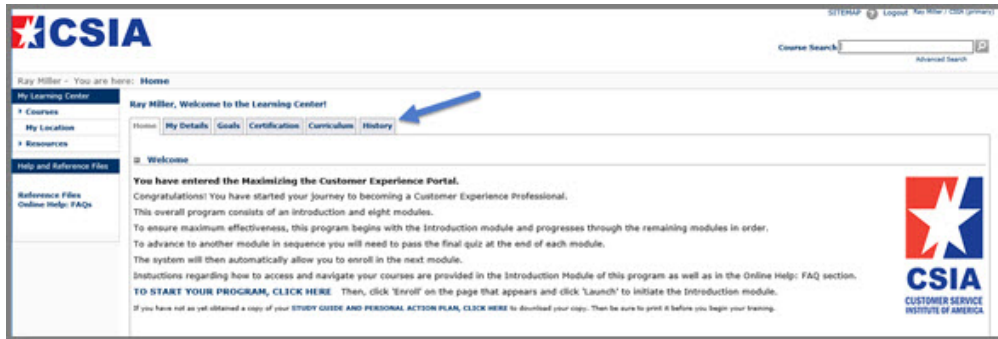 SITEMAP Logout Ray Miller / CSIA (primary)
CSIA
Course Search
Advanced Search
Ray Miller - You are here: Home
My Learning Center
Courses
My Location
Resources
Help and Reference Files
Reference Files
Online Help: FAQs
Ray Miller, Welcome to the Learning Center!
Home My Details Goals Certification Curriculum History
Welcome
You have entered the Maximizing the Customer Experience Portal.
Congratulations! You have started your journey to becoming a Customer Experience Professional.
This overall program consists of an introduction and eight modules.
To ensure maximum effectiveness, this program begins with the Introduction module and progresses through the remaining modules in order.
To advance to another module in sequence you will need to pass the final quiz at the end of each module.
The system will then automatically allow you to enroll in the next module.
Instuctions regarding how to access and navigate your courses are provided in the Introduction Module of this program as well as in the Online Help: FAQ section.
TO START YOUR PROGRAM, CLICK HERE Then, click 'Enroll' on the page that appears and click 'Launch' to initiate the Introduction module.
If you have not as yet obtained a copy of your STUDY GUIDE AND PERSONAL ACTION PLAN, CLICK HERE to download your copy. Then be sure to print it before you begin your training.
CSIA
CUSTOMER SERVICE
INSTITUTE OF AMERICA